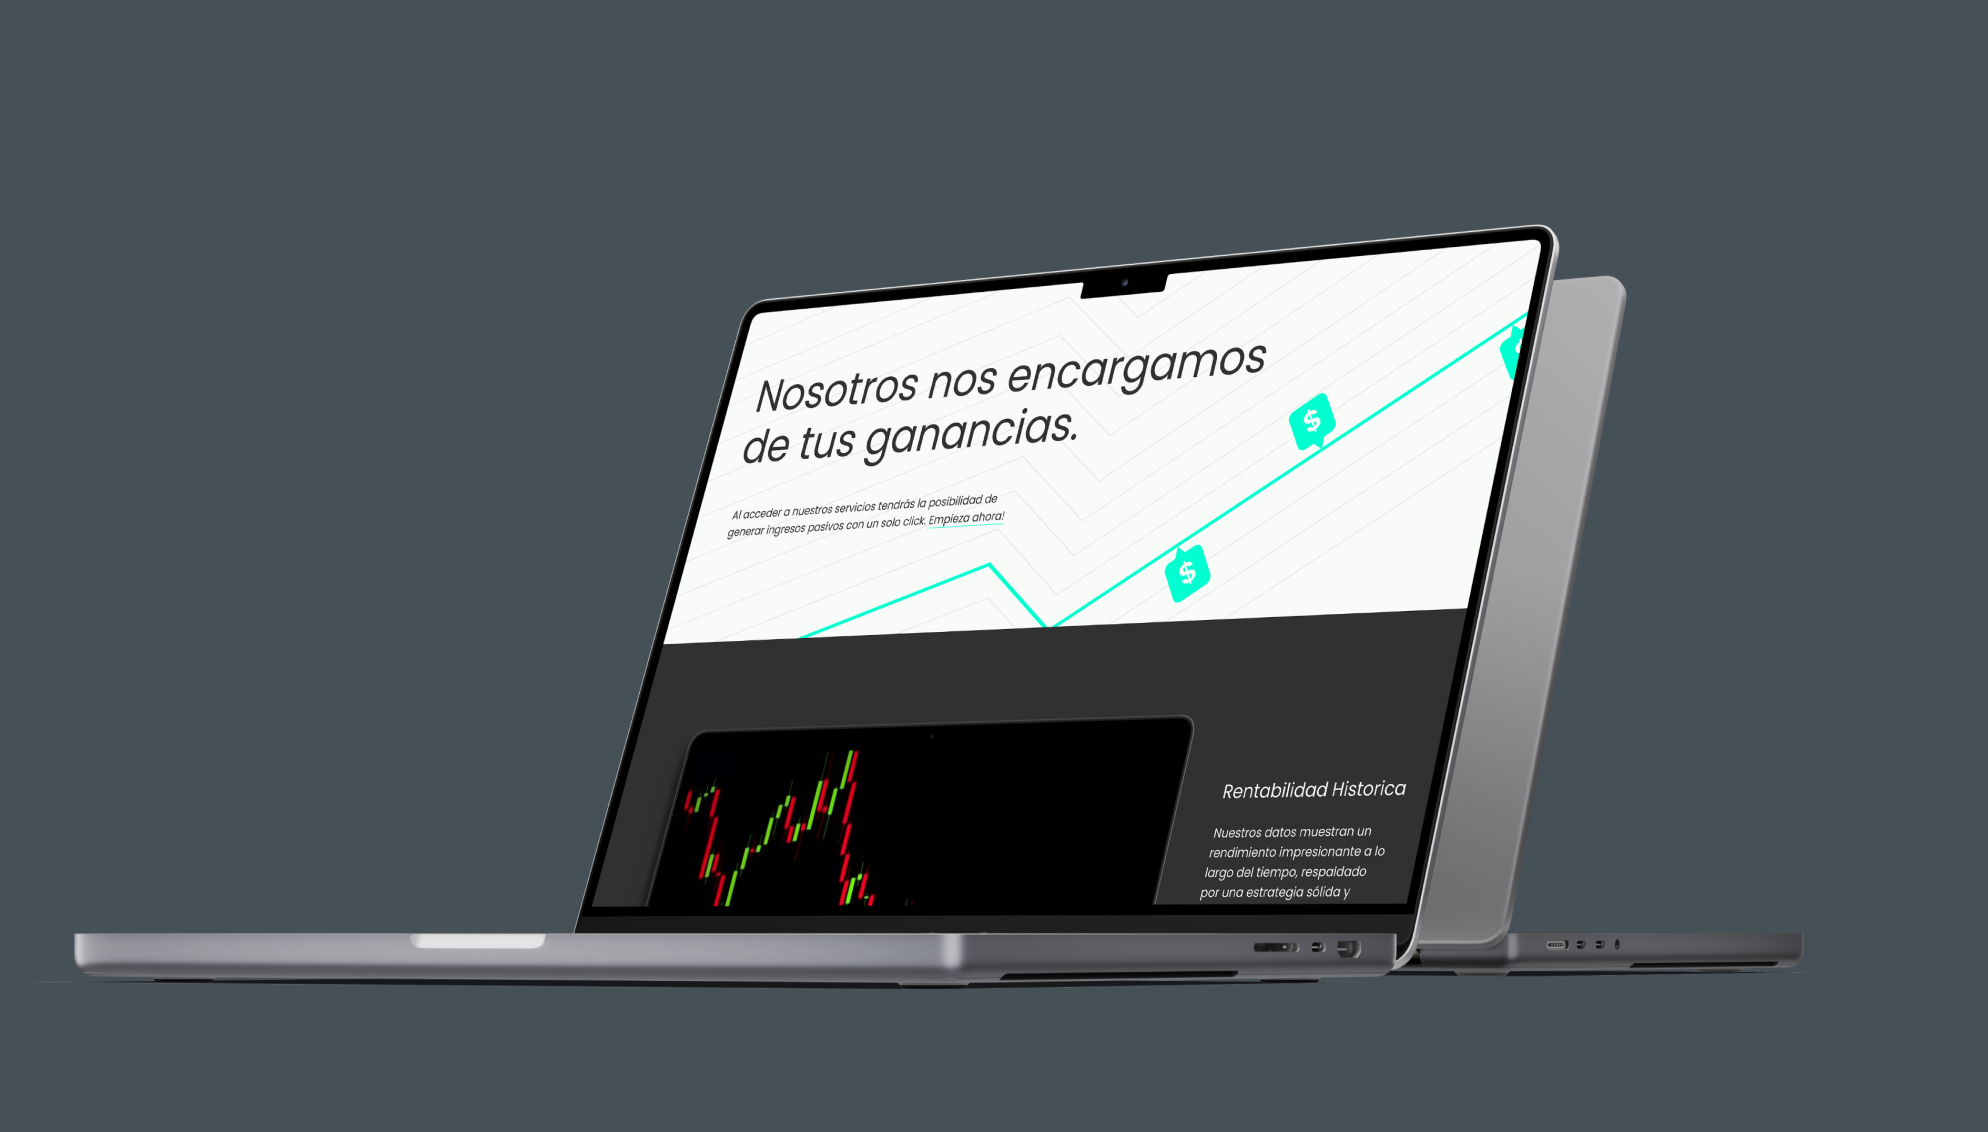 Nosotros nos encargamos
de tus ganancias.
Al acceder a nuestros servicios tendrás la posibilidad de
generar ingresos pasivos con un solo click. Empieza ahora!
$
$
Rentabilidad Historica
Nuestros datos muestran un
rendimiento impresionante a lo
largo del tiempo, respaldado
por una estrategia sólida y